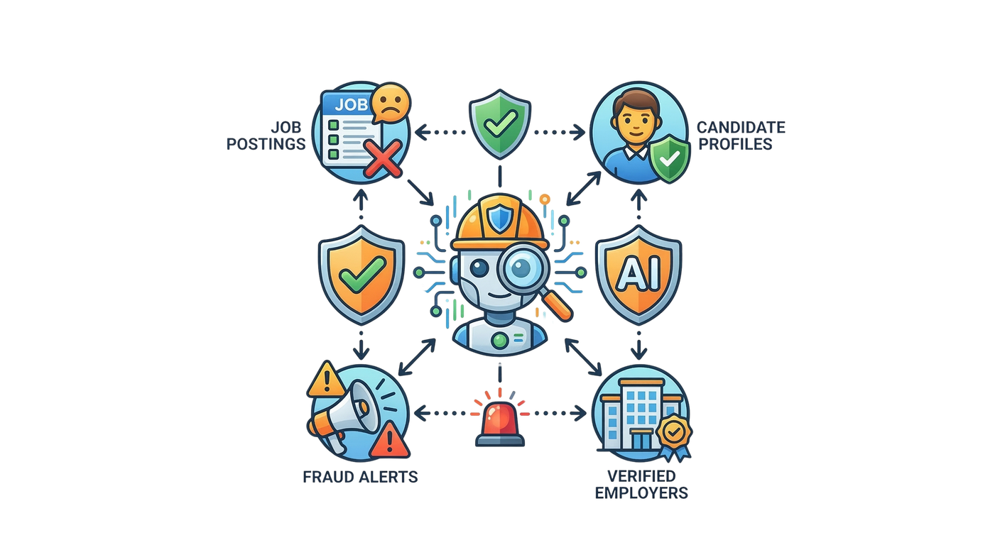 JOB
JOB
POSTINGS
CANDIDATE
PROFILES
AI
FRAUD ALERTS
VERIFIED
EMPLOYERS